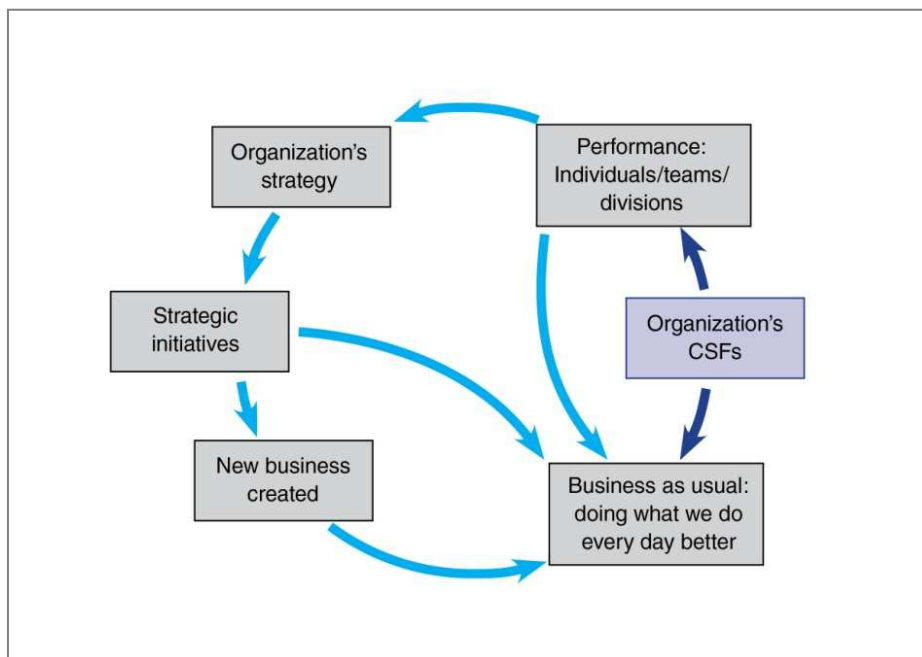 Organization’s
strategy
Performance:
Individuals/teams/
divisions
Strategic
initiatives
Organization’s
CSFs
New business
created
Business as usual:
doing what we do
every day better